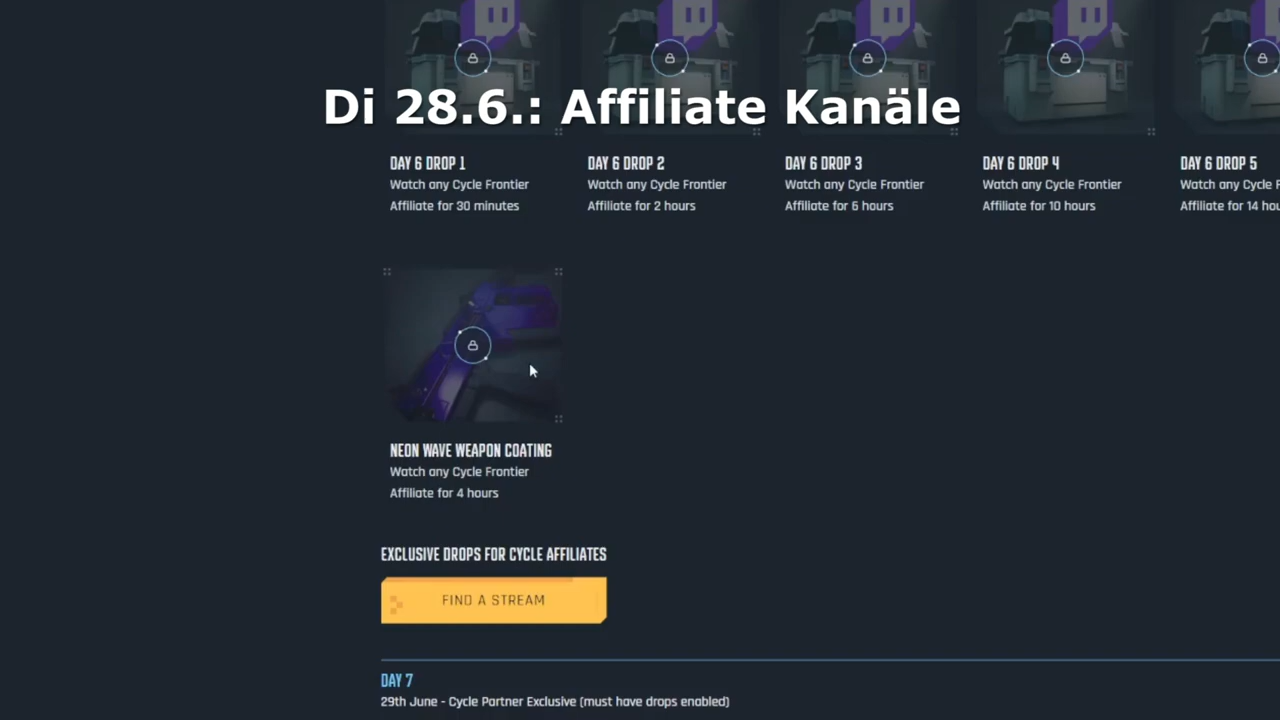 Di 28.6.: Affiliate Kanäle
DAY 6 DROP 1
Watch any Cycle Frontier
Affiliate for 30 minutes
DAY 6 DROP 2
Watch any Cycle Frontier
Affiliate for 2 hours
DAY 6 DROP 3
Watch any Cycle Frontier
Affiliate for 6 hours
DAY 6 DROP 4
Watch any Cycle Frontier
Affiliate for 10 hours
DAY 6 DROP 5
Watch any Cycle
Affiliate for 14
NEON WAVE WEAPON COATING
Watch any Cycle Frontier
Affiliate for 4 hours
EXCLUSIVE DROPS FOR CYCLE AFFILIATES
FIND A STREAM
DAY 7
29th June - Cycle Partner Exclusive (must have drops enabled)